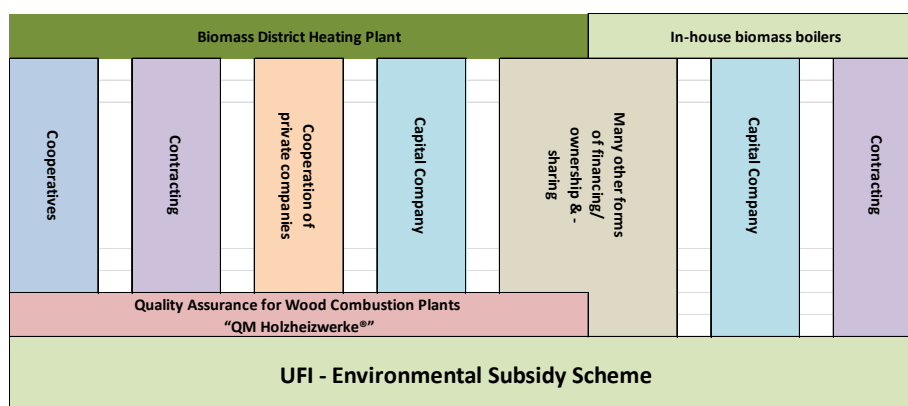 Biomass District Heating Plant
In-house biomass boilers
Cooperatives
Contracting
Cooperation of
private companies
Capital Company
Many other forms
of financing/
ownership & -
sharing
Capital Company
Contracting
Quality Assurance for Wood Combustion Plants
“QM Holzheizwerke®”
UFI - Environmental Subsidy Scheme